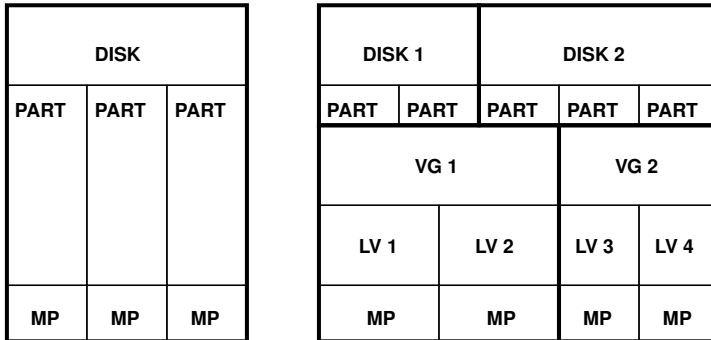 DISK
PART PART PART
MP MP MP
DISK 1 DISK 2
PART PART PART PART PART
VG 1 VG 2
LV 1 LV 2 LV 3 LV 4
MP MP MP MP